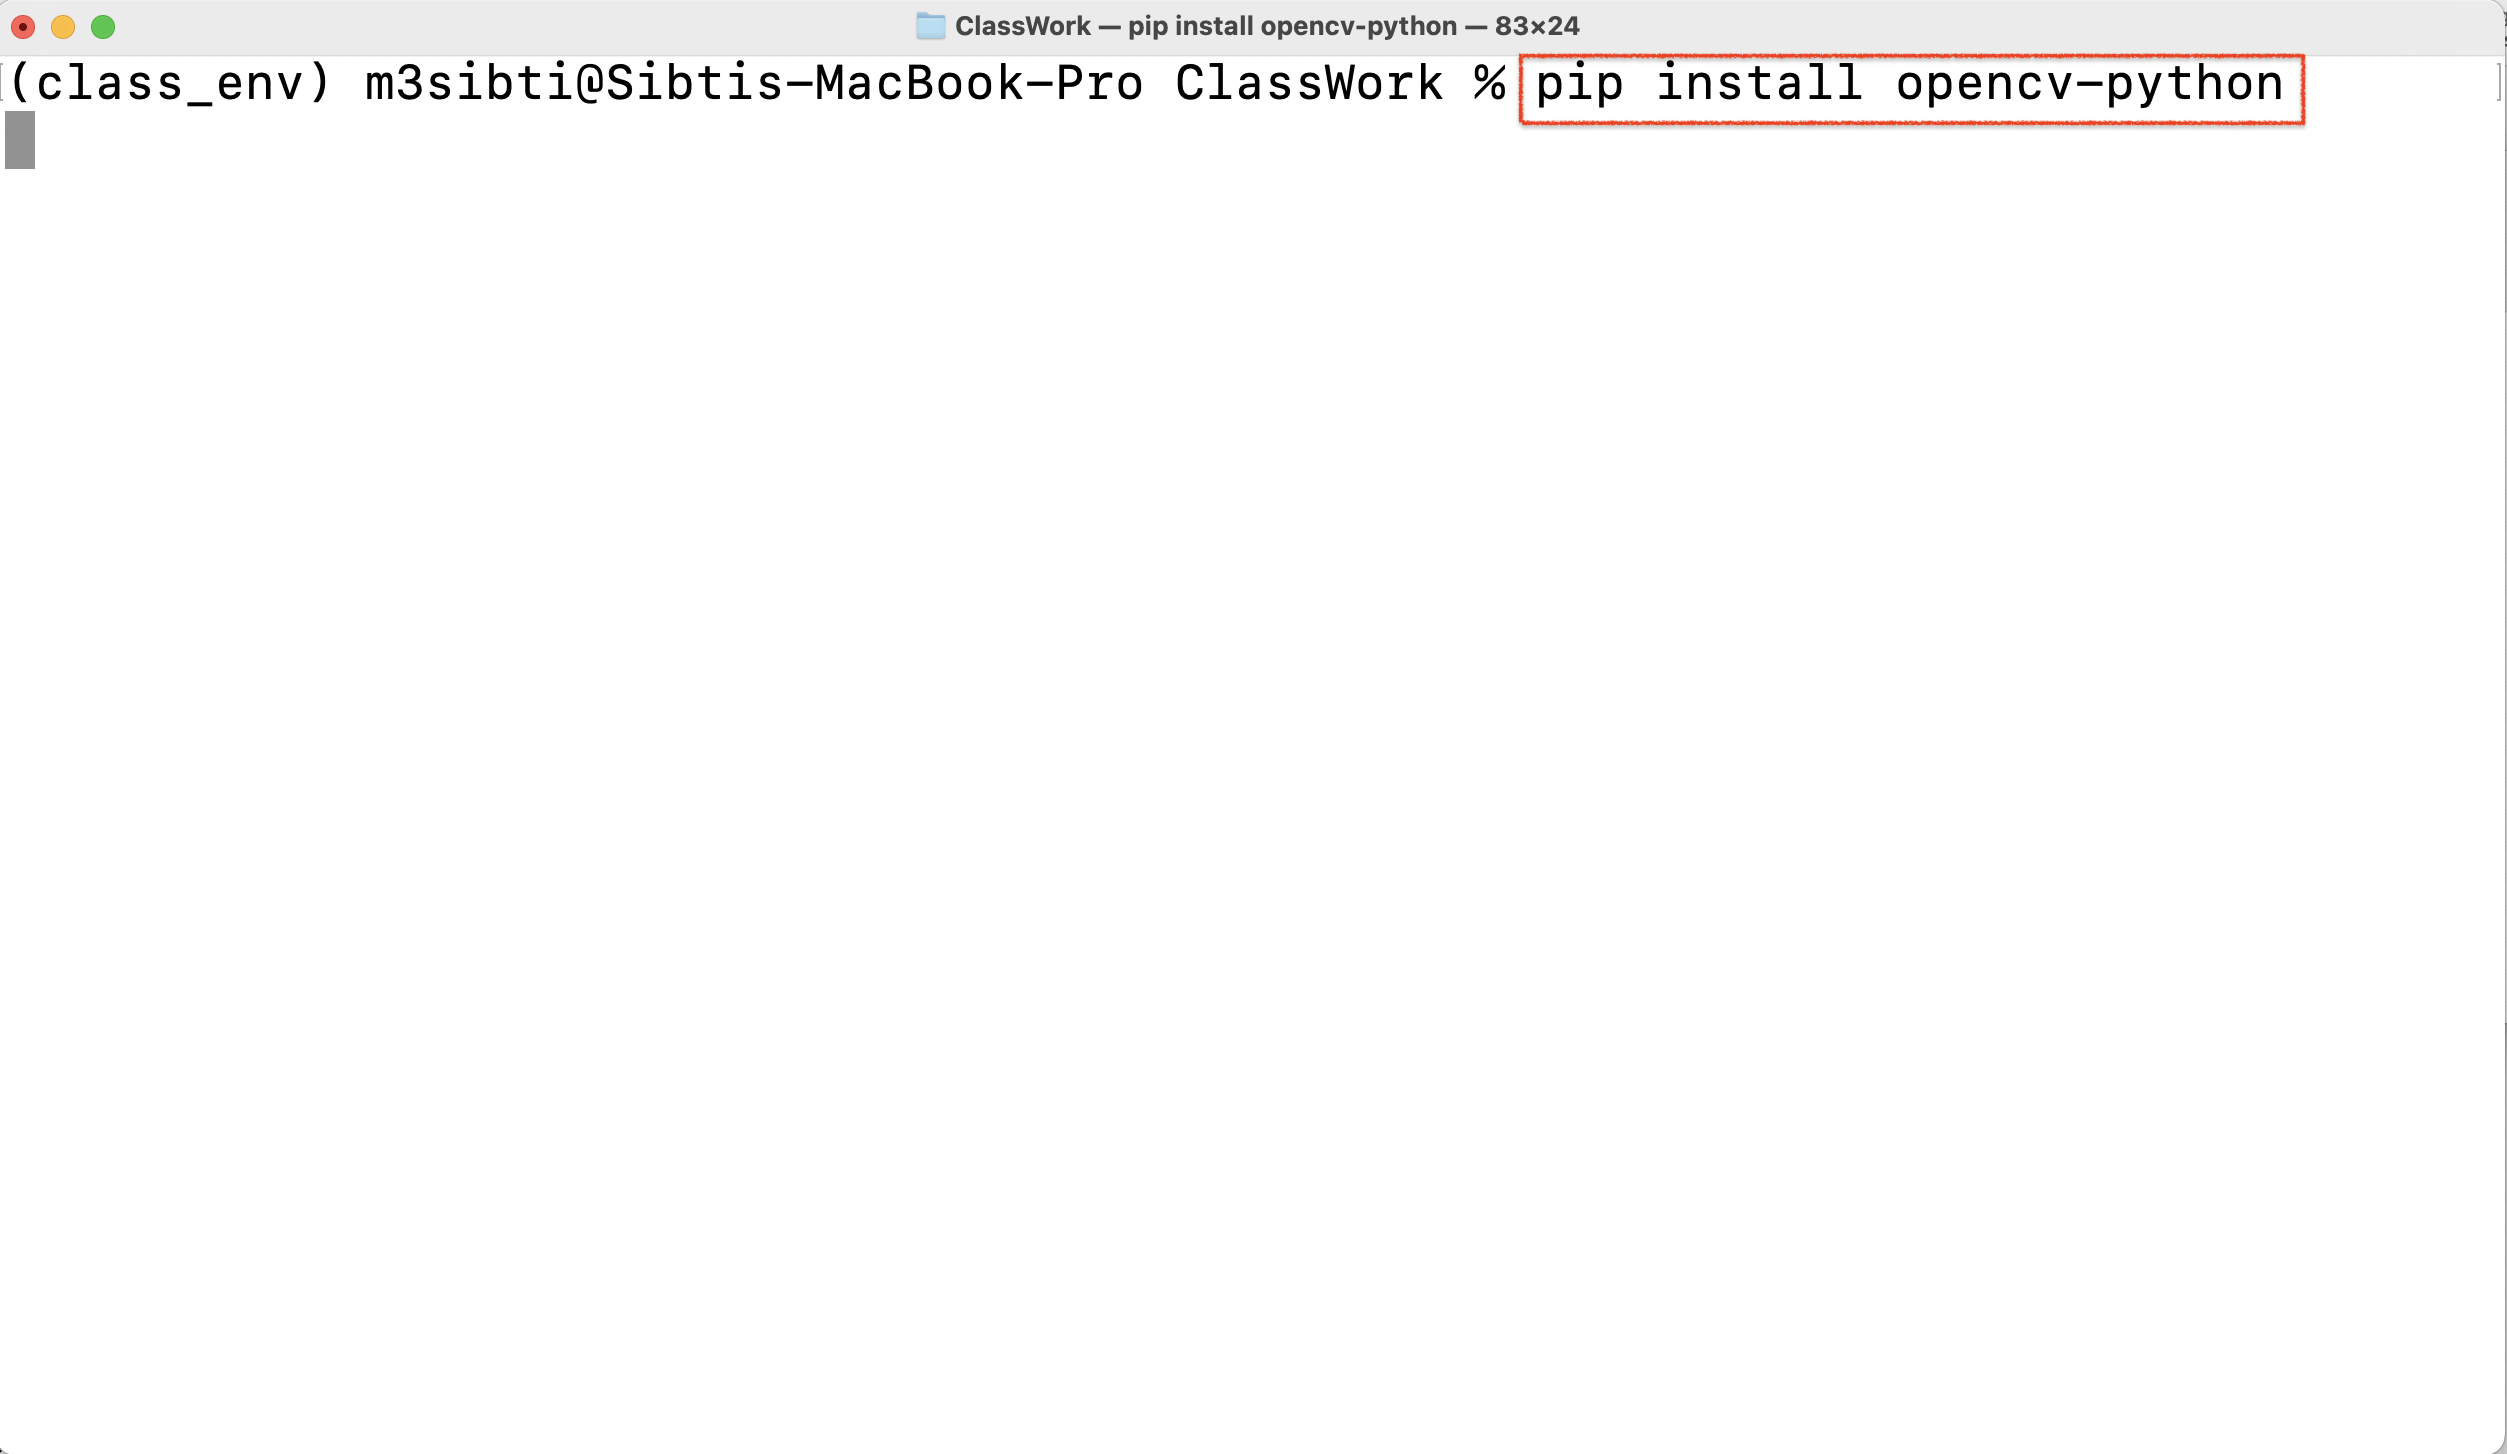 ClassWork — pip install opencv-python — 83×24
(class_env) m3sibti@Sibtis-MacBook-Pro ClassWork % pip install opencv-python